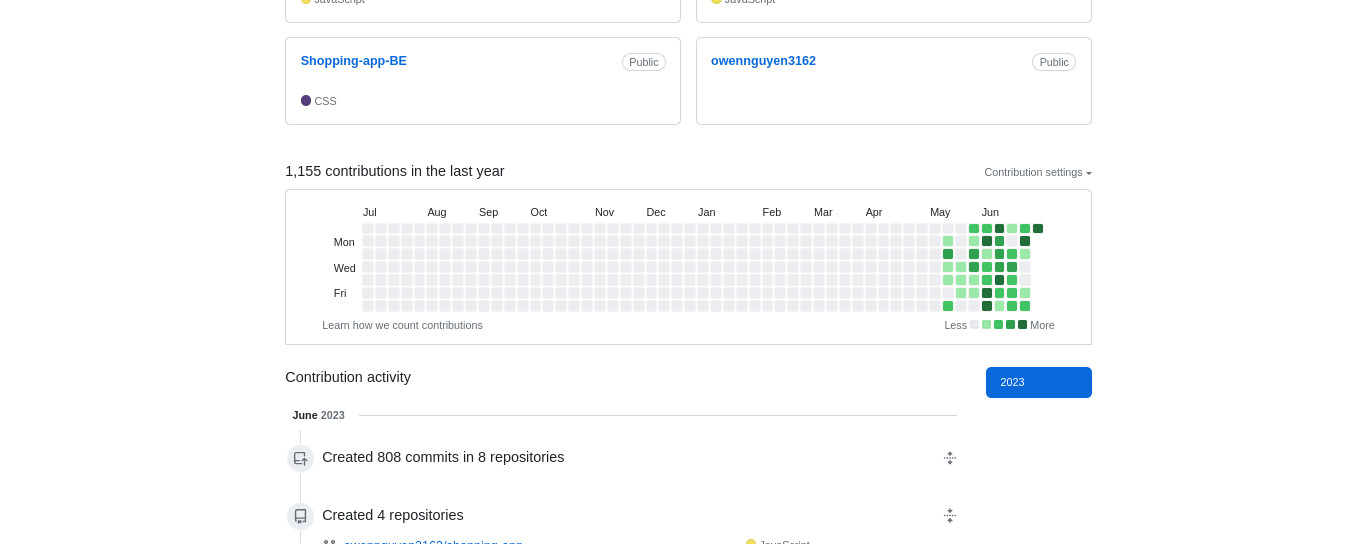 JavaScript JavaScript
Shopping-app-BE Public owennguyen3162 Public
CSS
1,155 contributions in the last year Contribution settings
Jul Aug Sep Oct Nov Dec Jan Feb Mar Apr May Jun
Mon
Wed
Fri
Learn how we count contributions Less More
Contribution activity 2023
June 2023
Created 808 commits in 8 repositories
Created 4 repositories
owennguyen3162/shopping-app JavaScript